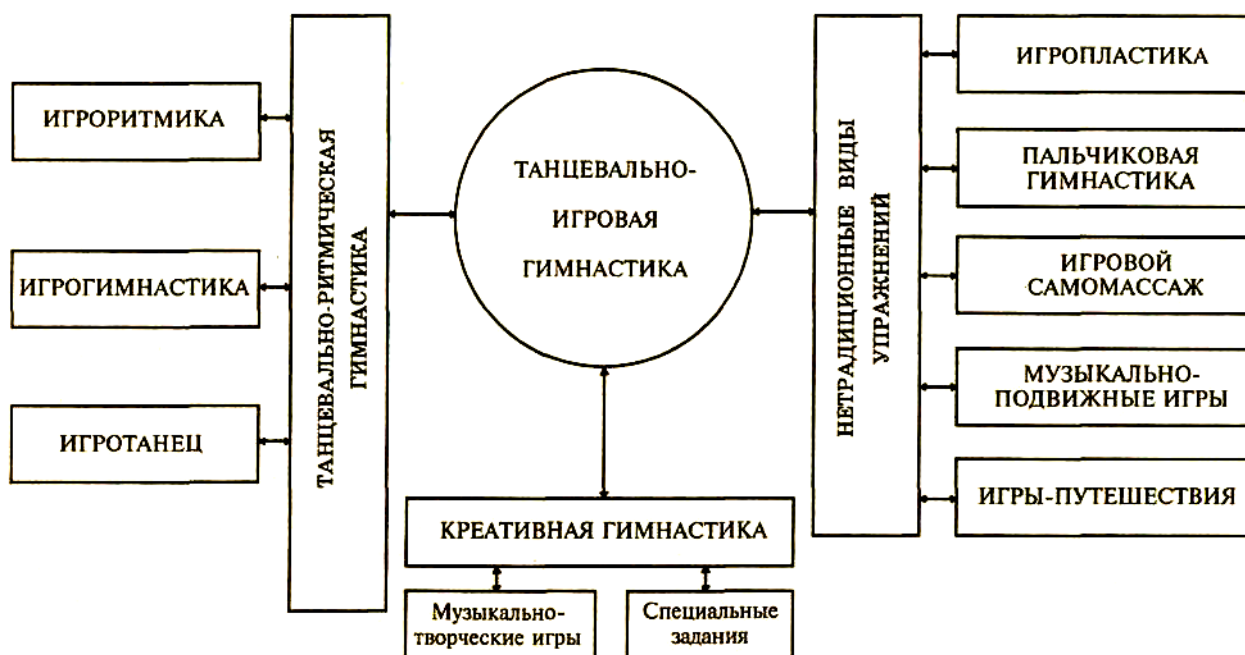 ИГРОРИТМИКА
ИГРОГИМНАСТИКА
ИГРОТАНЕЦ
ТАНЦЕВАЛЬНО-РИТМИЧЕСКАЯ
ГИМНАСТИКА
ТАНЦЕВАЛЬНО-
ИГРОВАЯ
ГИМНАСТИКА
КРЕАТИВНАЯ ГИМНАСТИКА
Музыкально-
творческие игры
Специальные
задания
НЕТРАДИЦИОННЫЕ ВИДЫ
УПРАЖНЕНИЙ
ИГРОПЛАСТИКА
ПАЛЬЧИКОВАЯ
ГИМНАСТИКА
ИГРОВОЙ
САМОМАССАЖ
МУЗЫКАЛЬНО-
ПОДВИЖНЫЕ ИГРЫ
ИГРЫ-ПУТЕШЕСТВИЯ